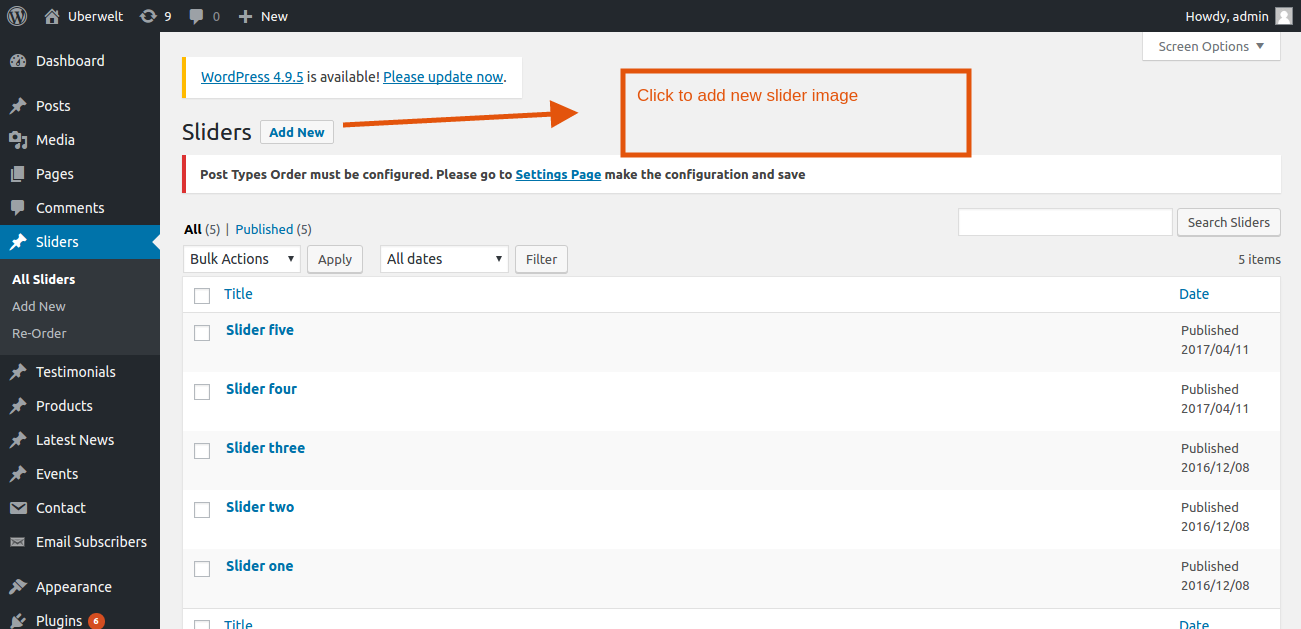 Uberwelt 9 0 New Howdy, admin
Screen Options
Dashboard
Posts
Media
Pages
Comments
Sliders
All Sliders
Add New
Re-Order
Testimonials
Products
Latest News
Events
Contact
Email Subscribers
Appearance
Plugins 6
WordPress 4.9.5 is available! Please update now.
Sliders Add New
Click to add new slider image
Post Types Order must be configured. Please go to Settings Page make the configuration and save
All (5) | Published (5)
Search Sliders
Bulk Actions Apply All dates Filter 5 items
Title Date
Slider five Published
2017/04/11
Slider four Published
2017/04/11
Slider three Published
2016/12/08
Slider two Published
2016/12/08
Slider one Published
2016/12/08
Title Date